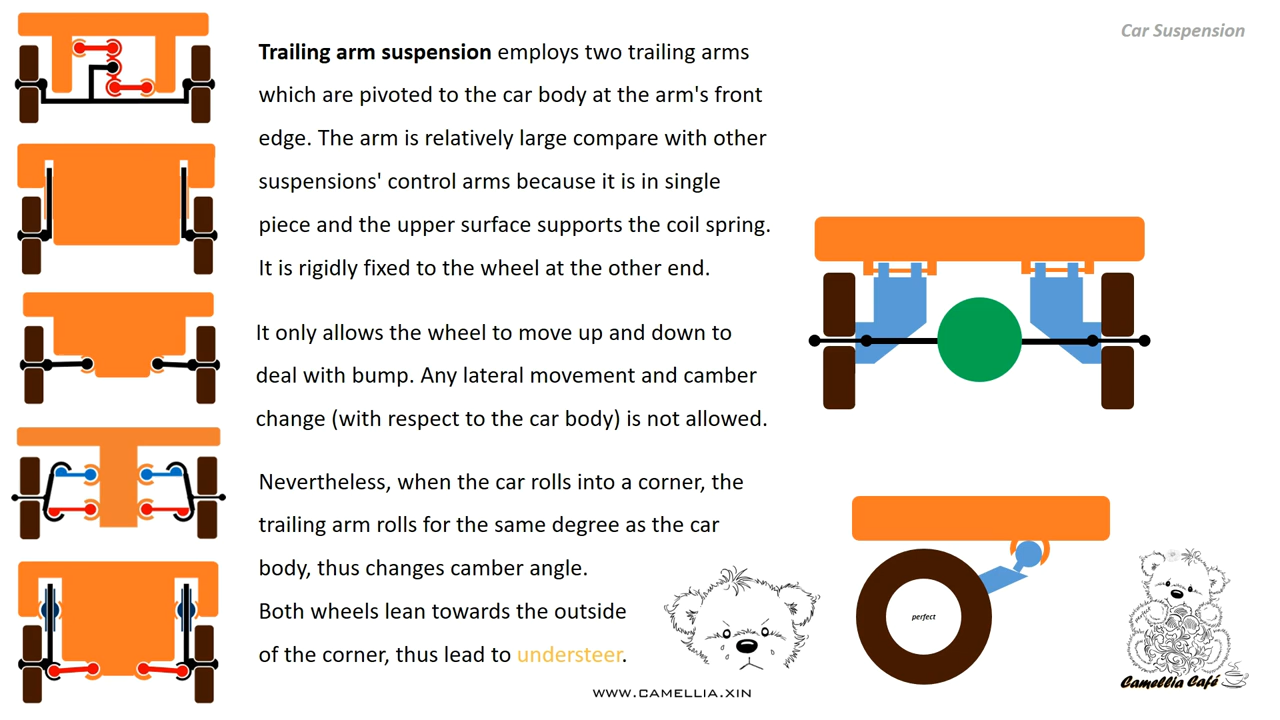 Car Suspension
Trailing arm suspension employs two trailing arms
which are pivoted to the car body at the arm's front
edge. The arm is relatively large compare with other
suspensions' control arms because it is in single
piece and the upper surface supports the coil spring.
It is rigidly fixed to the wheel at the other end.
It only allows the wheel to move up and down to
deal with bump. Any lateral movement and camber
change (with respect to the car body) is not allowed.
Nevertheless, when the car rolls into a corner, the
trailing arm rolls for the same degree as the car
body, thus changes camber angle.
Both wheels lean towards the outside
of the corner, thus lead to understeer.
perfect
Camellia Café
WWW.CAMELLIA.XIN